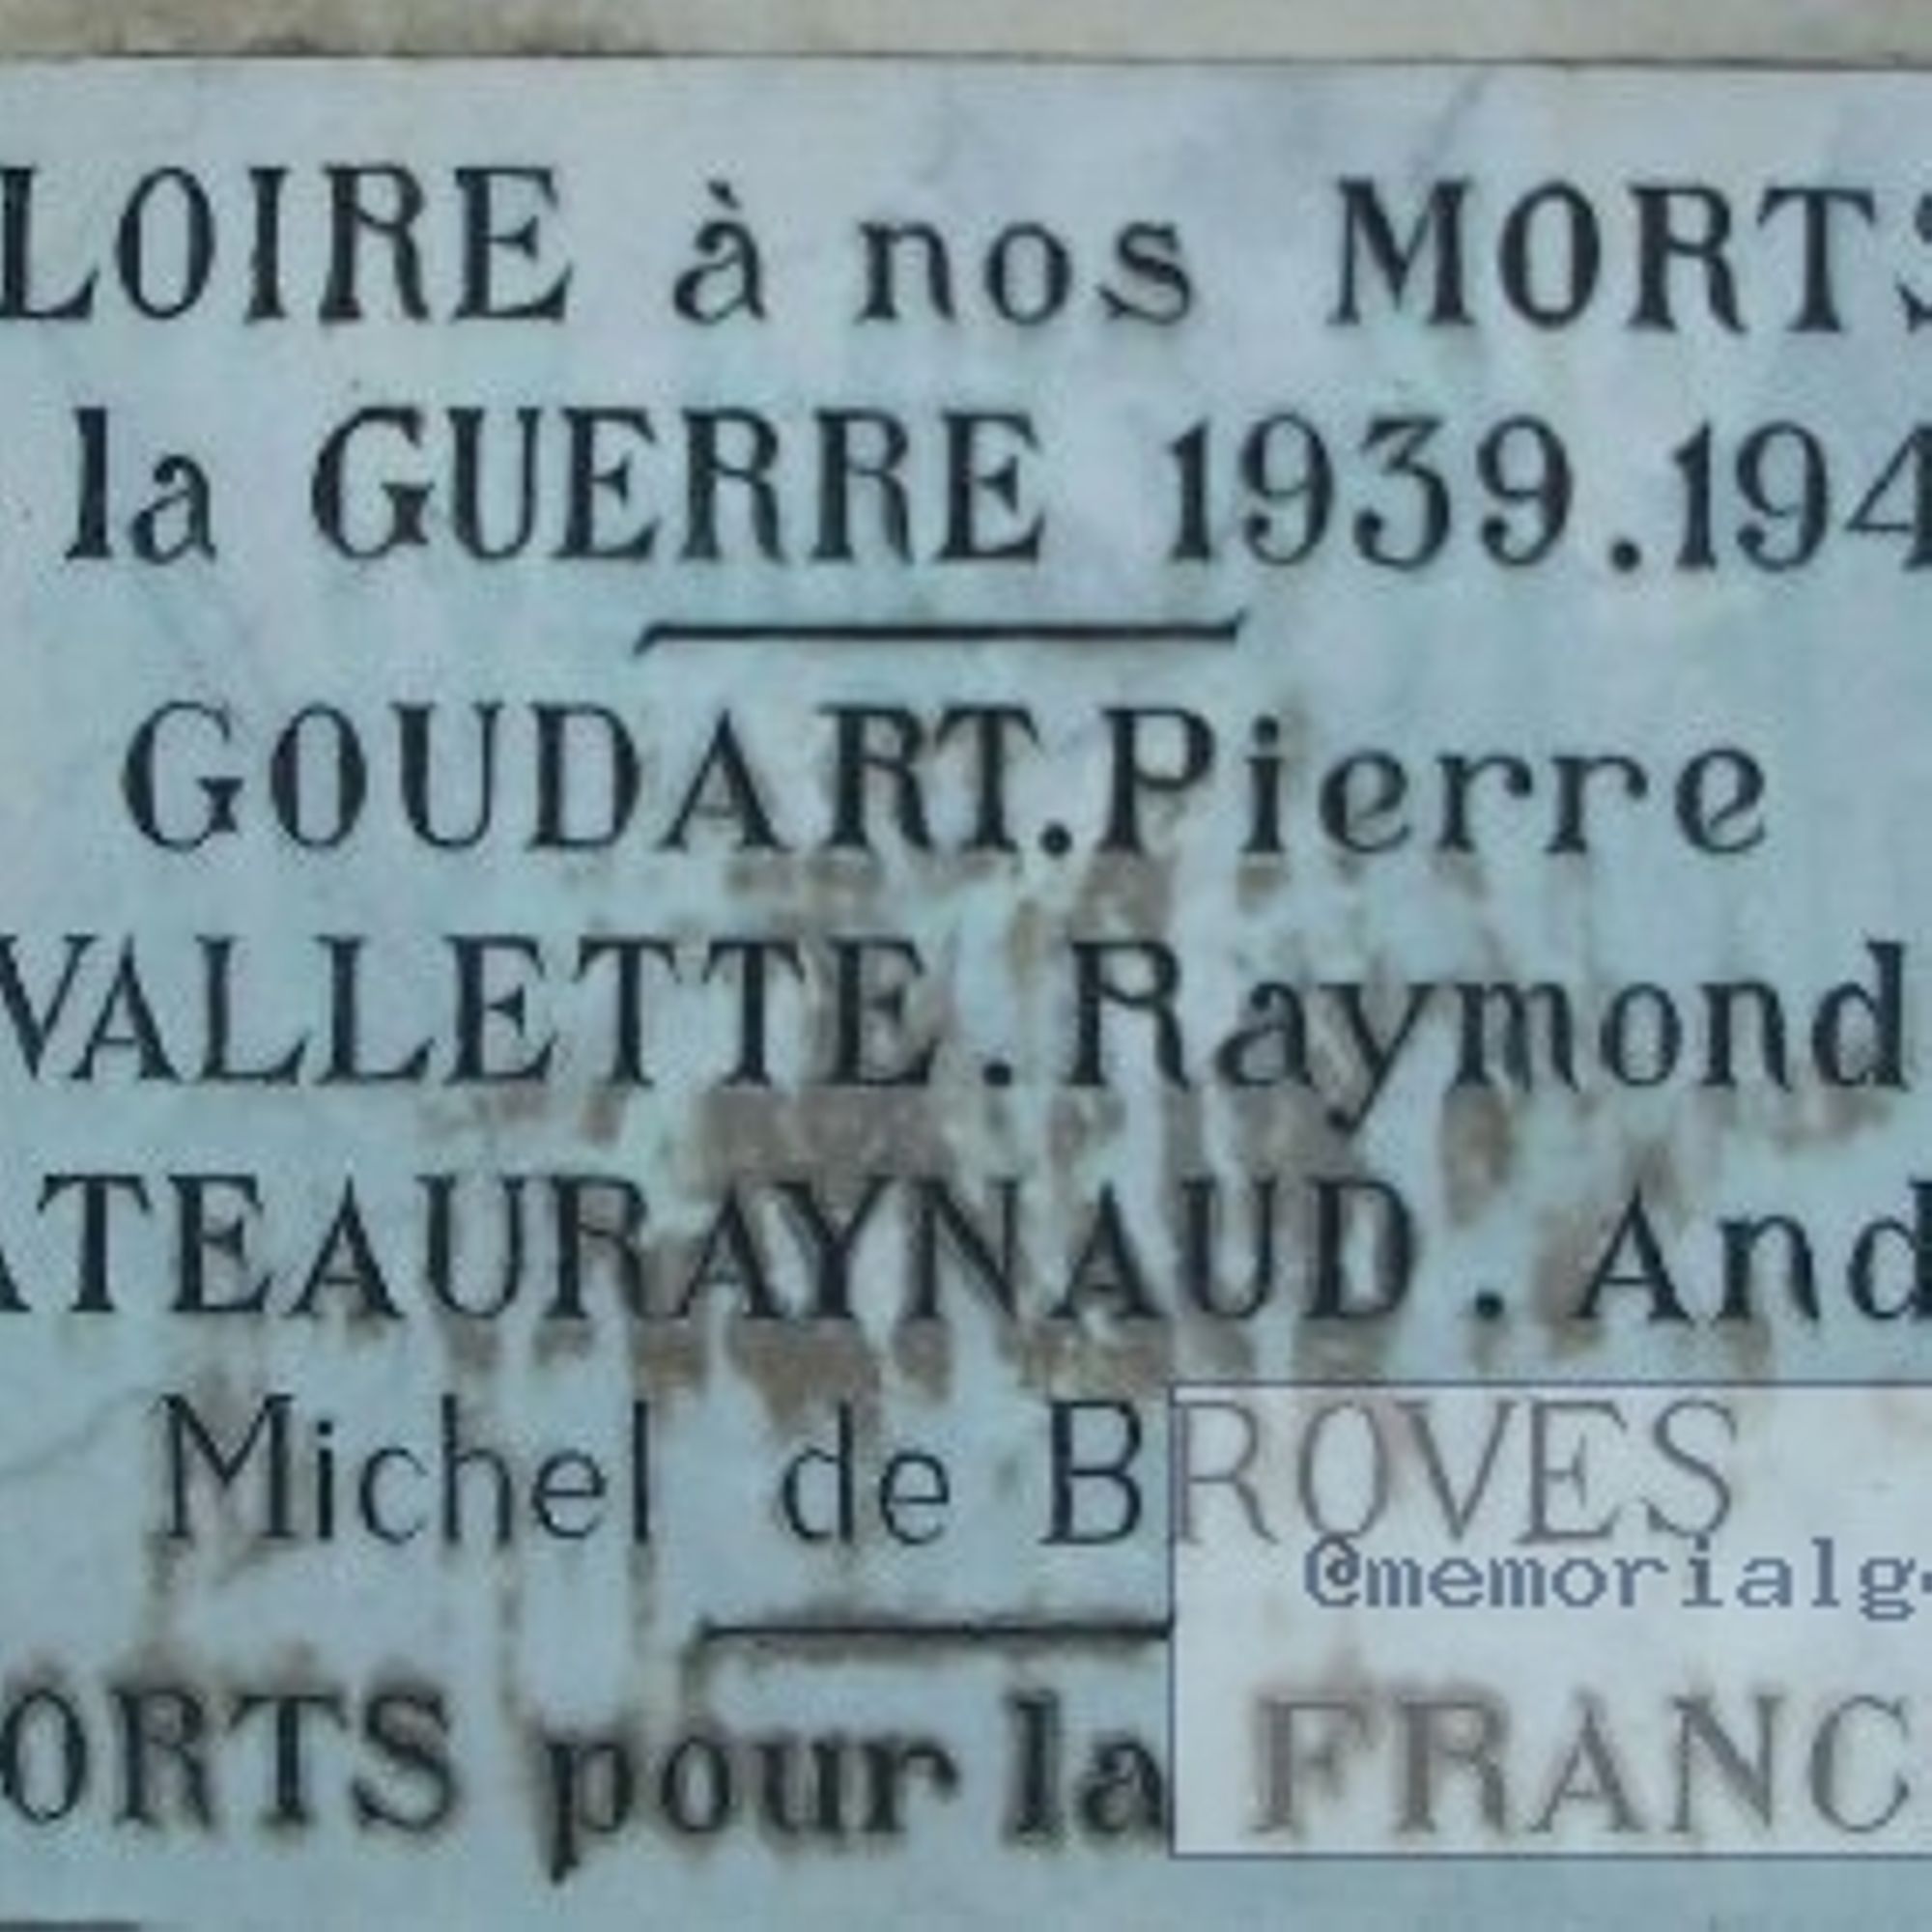 LOIRE à nos MORTS
la GUERRE 1939.194
GOUDART.Pierre
VALLETTE.Raymond
ATEAURAYNAUD.And
Michel de BROVES
@memorialg
ORTS pour la FRANC